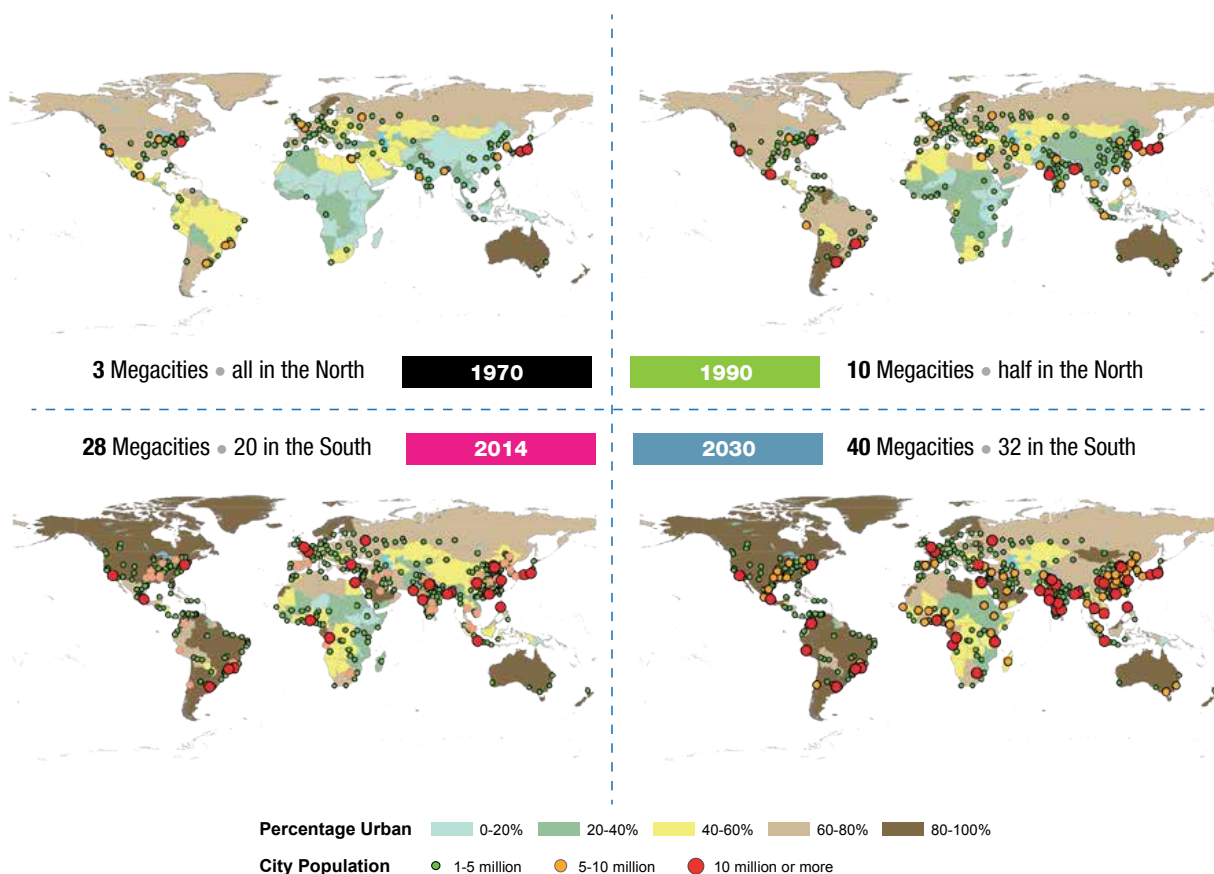 3 Megacities • all in the North
1970
1990
10 Megacities • half in the North
28 Megacities • 20 in the South
2014
2030
40 Megacities • 32 in the South
Percentage Urban 0-20% 20-40% 40-60% 60-80% 80-100%
City Population 1-5 million 5-10 million 10 million or more